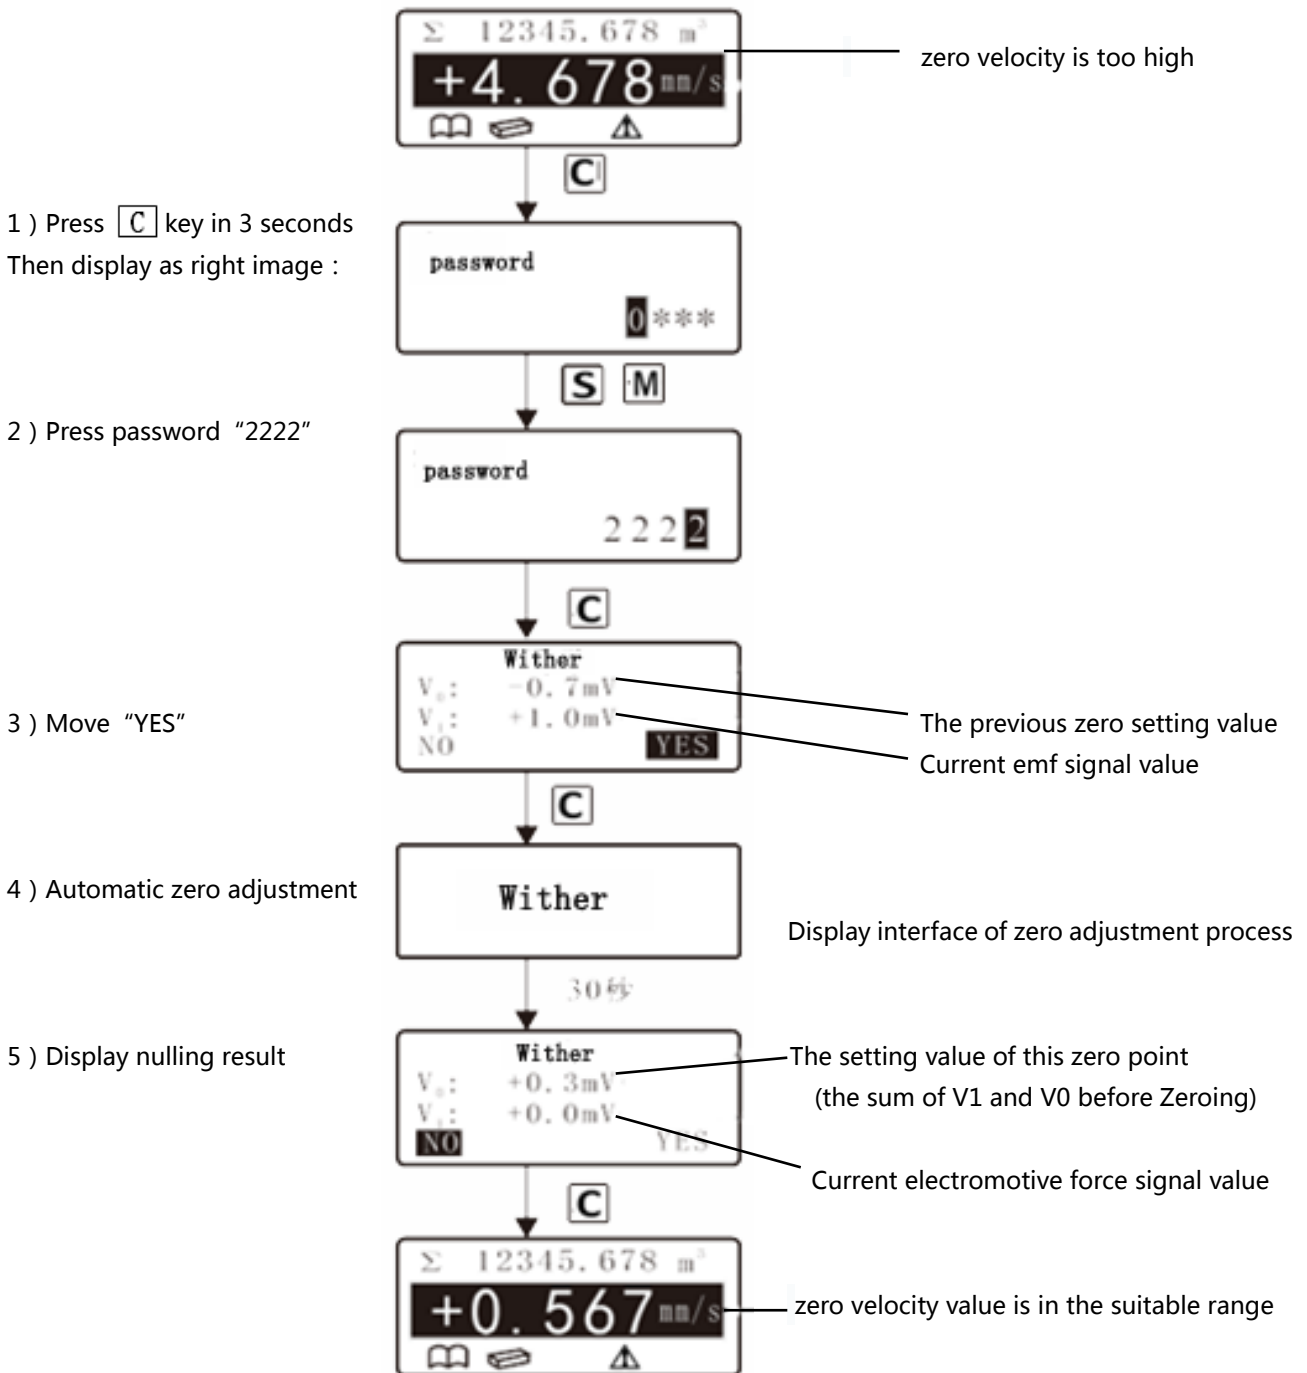 Σ 12345.678 m³
zero velocity is too high
+4.678mm/s
C
1 ) Press C key in 3 seconds
Then display as right image :
password
0***
S M
2 ) Press password “2222”
password
2222
C
Wither
V₀: -0.7mV
The previous zero setting value
V₁: +1.0mV
Current emf signal value
3 ) Move “YES”
NO YES
C
4 ) Automatic zero adjustment
Wither
Display interface of zero adjustment process
30秒
5 ) Display nulling result
Wither
V₀: +0.3mV
The setting value of this zero point
(the sum of V1 and V0 before Zeroing)
V₁: +0.0mV
Current electromotive force signal value
NO YES
C
Σ 12345.678 m³
+0.567mm/s
zero velocity value is in the suitable range